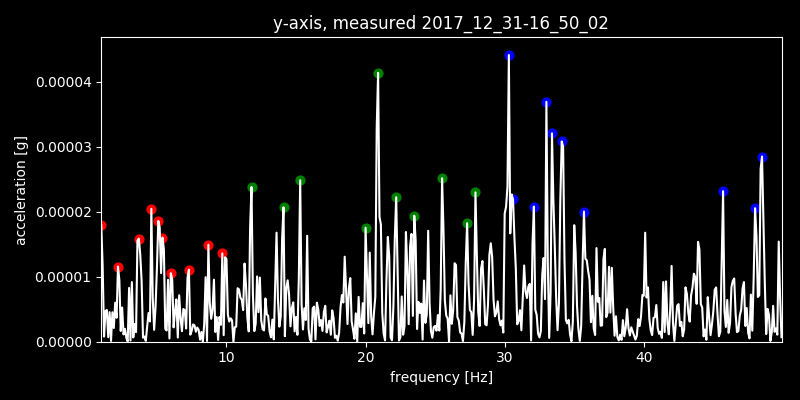 y-axis, measured 2017_12_31-16_50_02
acceleration [g]
0.00004
0.00003
0.00002
0.00001
0.00000
10 20 30 40
frequency [Hz]